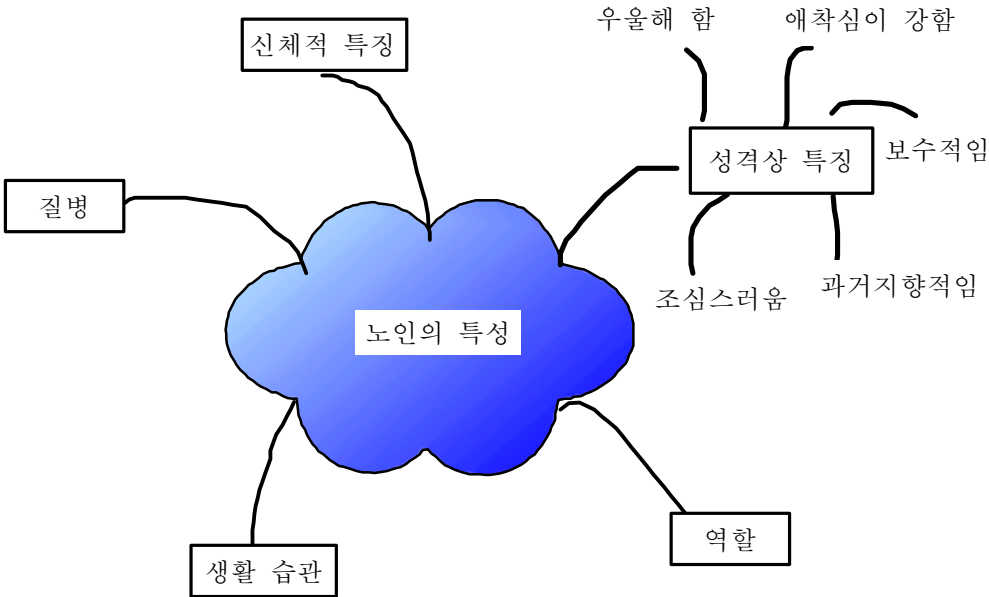 우울해 함
애착심이 강함
신체적 특징
성격상 특징
보수적임
질병
조심스러움
과거지향적임
노인의 특성
역할
생활 습관